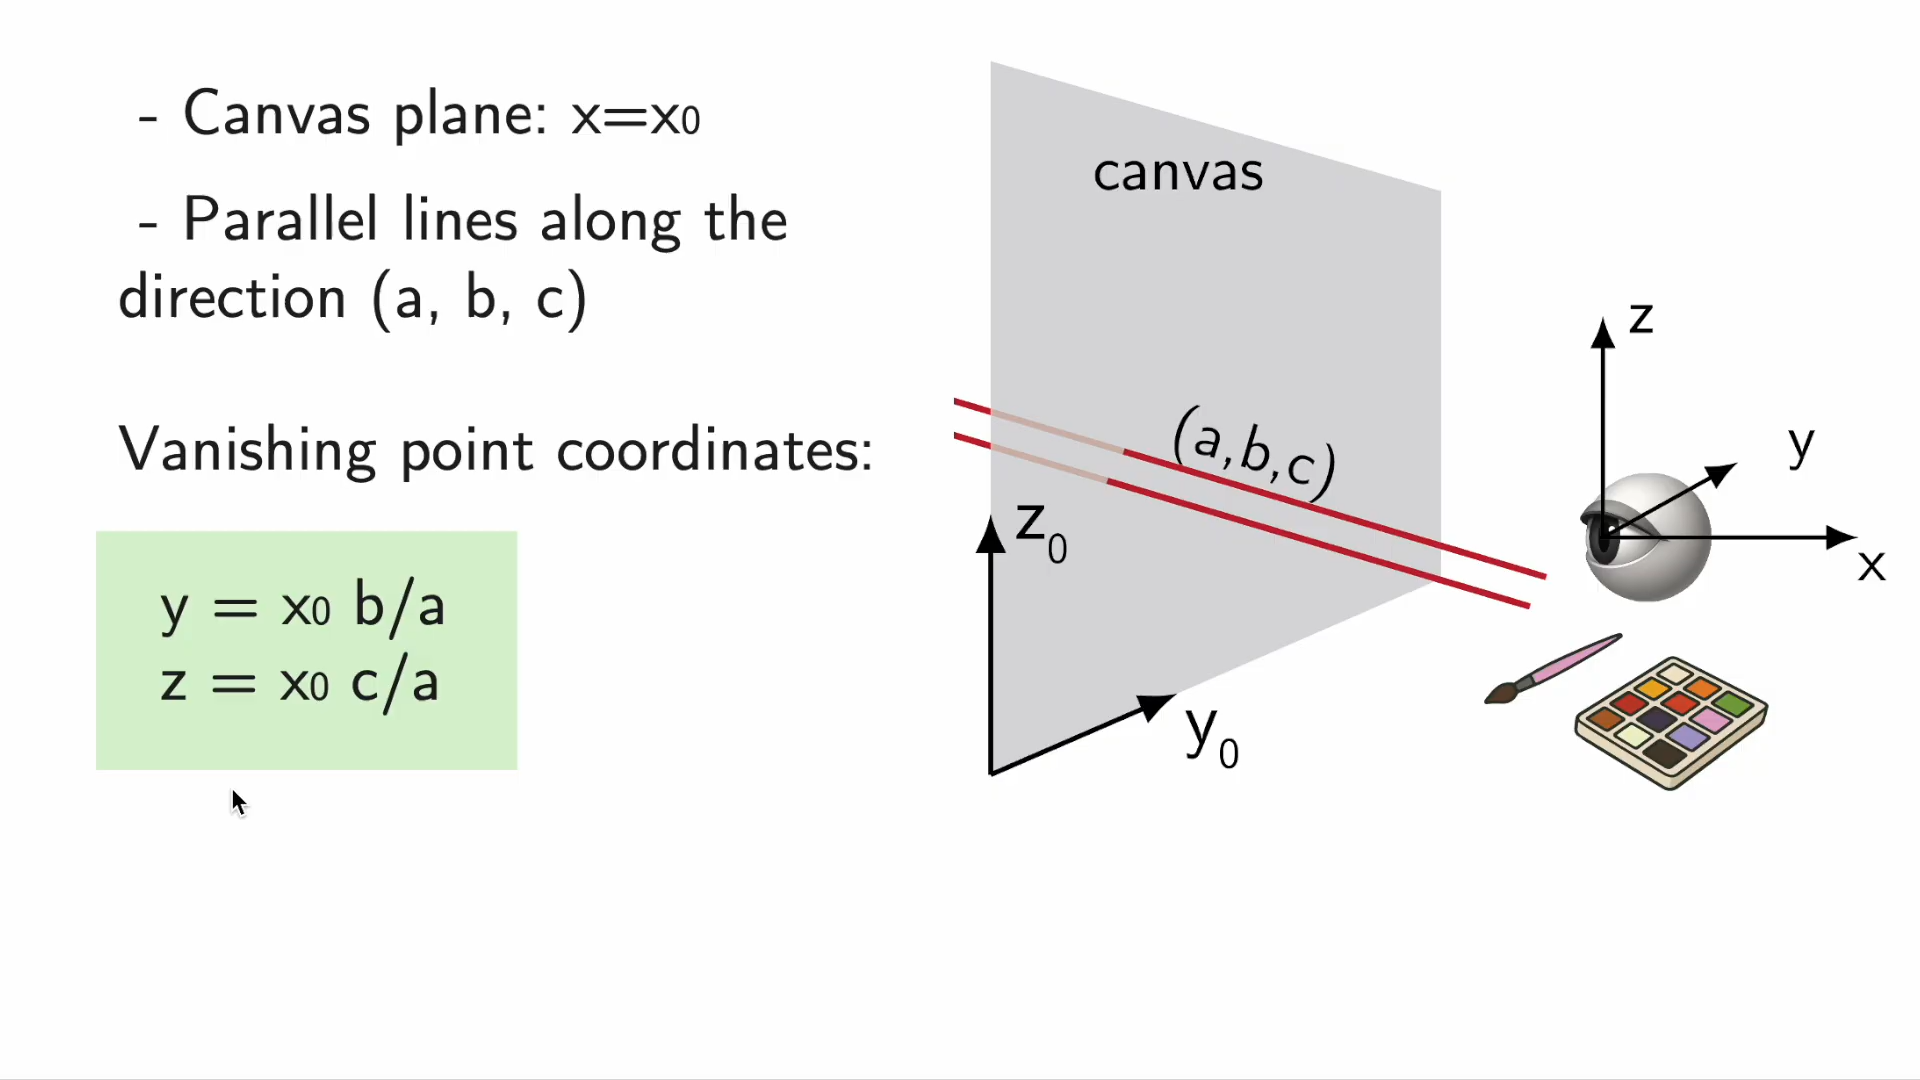 - Canvas plane: x=x₀
- Parallel lines along the
direction (a, b, c)
Vanishing point coordinates:
y = x₀ b/a
z = x₀ c/a
canvas
(a,b,c)
z₀
y₀
z
y
x